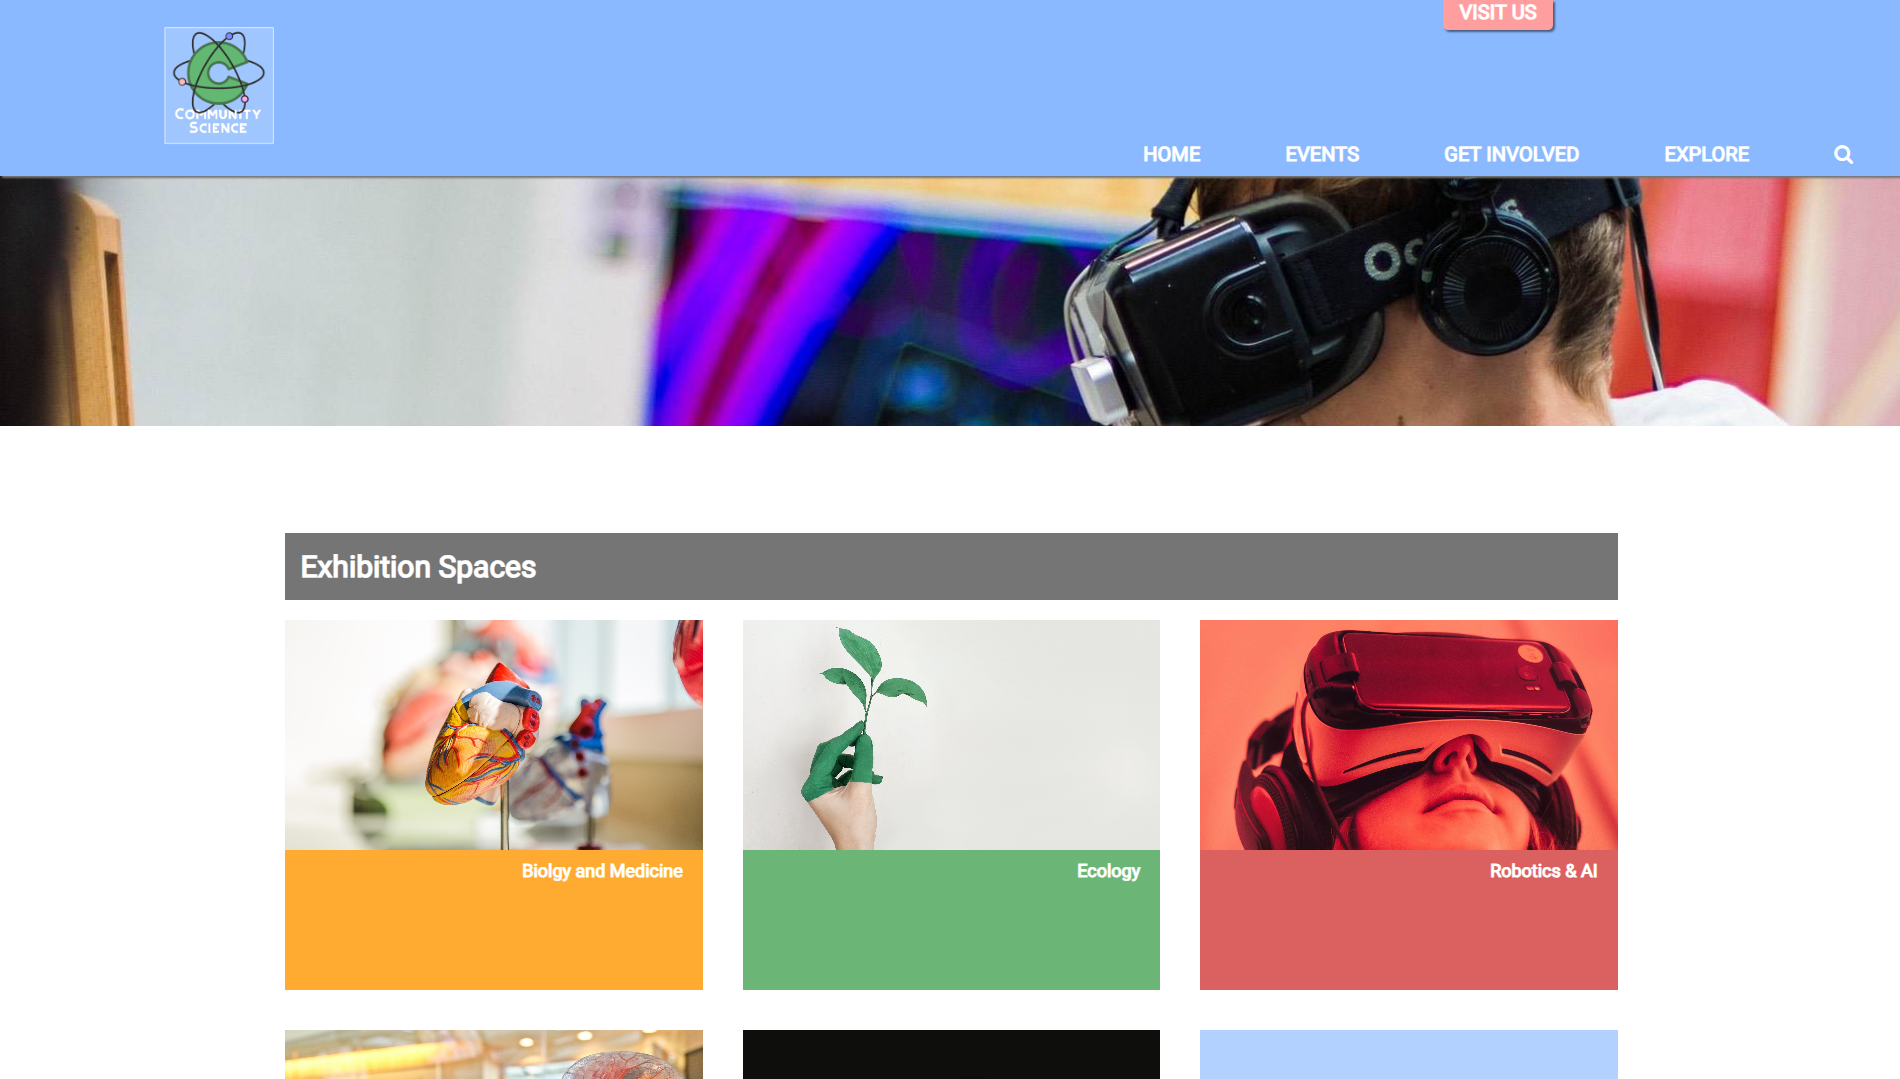 VISIT US
COMMUNITY
SCIENCE
HOME EVENTS GET INVOLVED EXPLORE
Exhibition Spaces
Biolgy and Medicine
Ecology
Robotics & AI